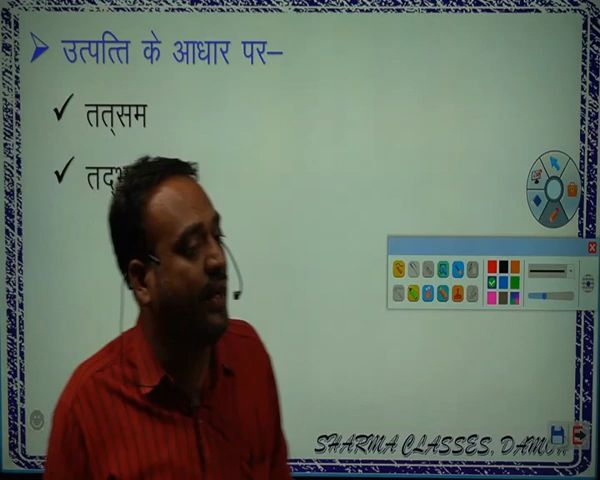 उत्पत्ति के आधार पर–
तत्सम
SHARMA CLASSES,